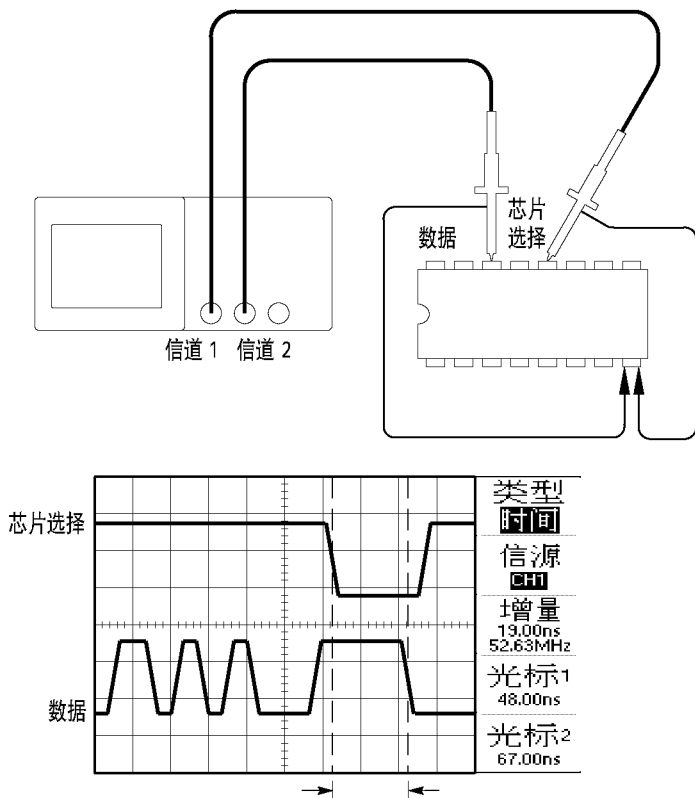 数据
芯片
选择
信道 1
信道 2
芯片选择
数据
类型
时间
信源
CH1
增量
19.00ns
52.63MHz
光标1
48.00ns
光标2
67.00ns